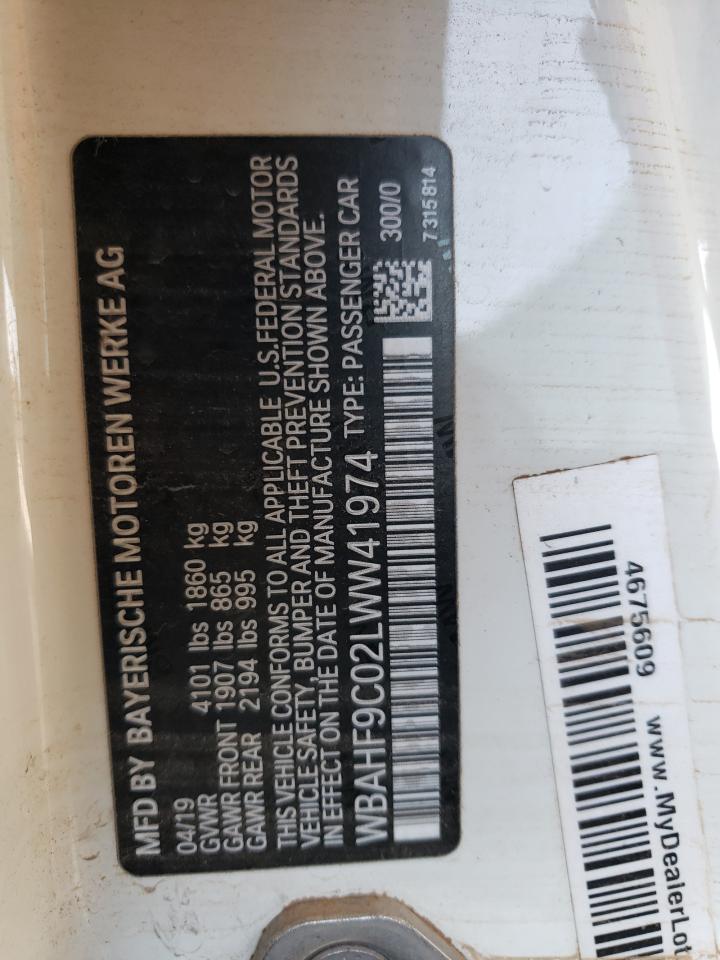 MFD BY BAYERISCHE MOTOREN WERKE AG
04/19
GVWR 4101 lbs 1860 kg
GAWR FRONT 1907 lbs 865 kg
GAWR REAR 2194 lbs 995 kg
THIS VEHICLE CONFORMS TO ALL APPLICABLE U.S.FEDERAL MOTOR
VEHICLE SAFETY, BUMPER AND THEFT PREVENTION STANDARDS
IN EFFECT ON THE DATE OF MANUFACTURE SHOWN ABOVE.
WBAHF9C02LWW41974 TYPE: PASSENGER CAR
300/0
7 315 814
4675609
www.MyDealerLot